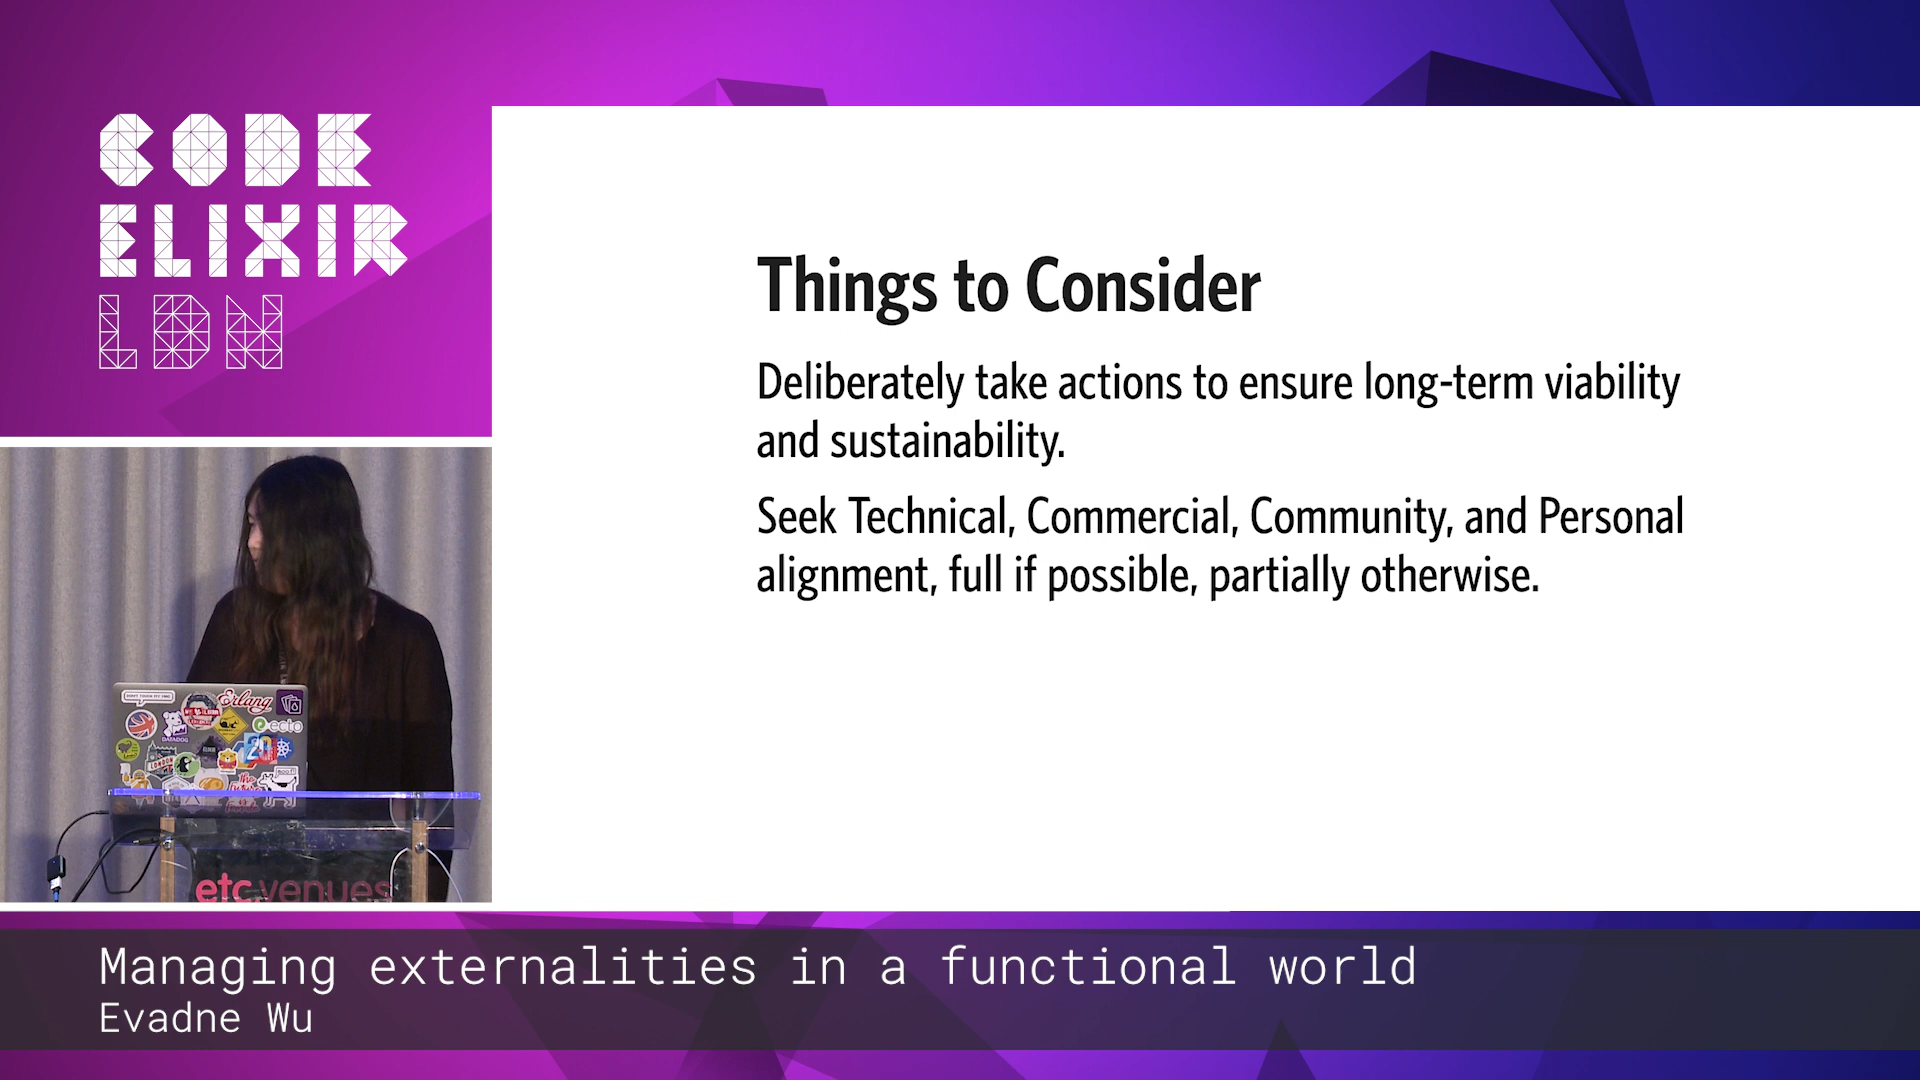 CODE
ELIXIR
LDN
Things to Consider
Deliberately take actions to ensure long-term viability
and sustainability.
Seek Technical, Commercial, Community, and Personal
alignment, full if possible, partially otherwise.
Erlang
ecto
DATADOG
LONDON
etc.venues
Managing externalities in a functional world
Evadne Wu